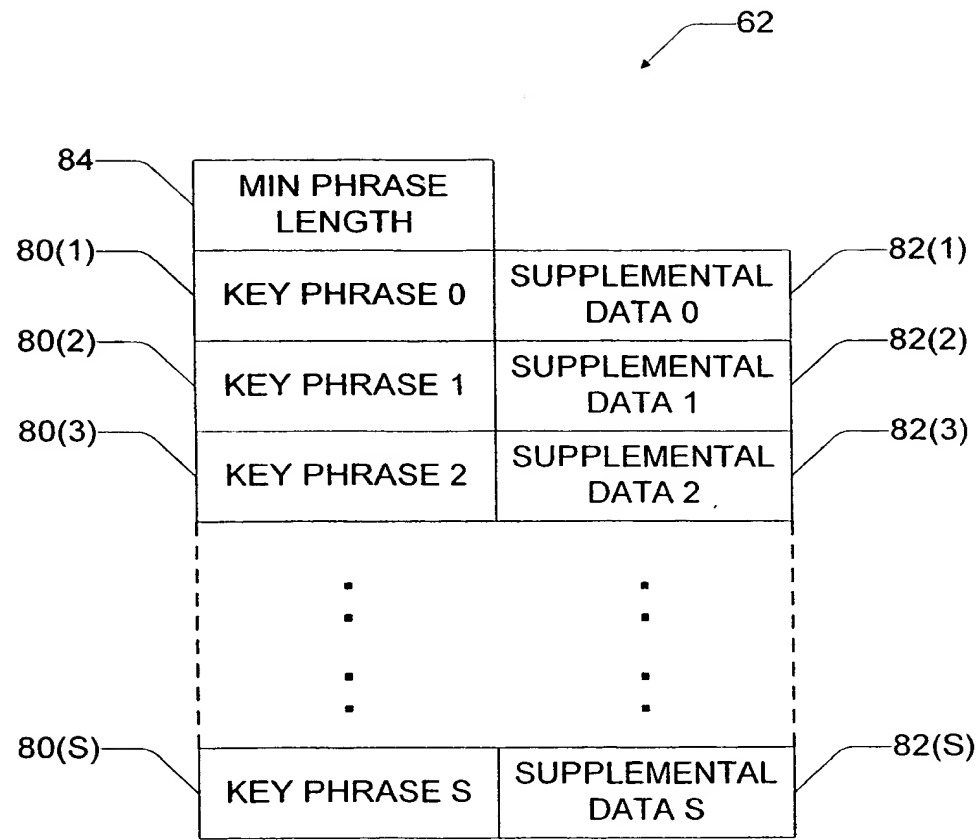 62
84
MIN PHRASE
LENGTH
80(1)
KEY PHRASE 0
SUPPLEMENTAL
DATA 0
82(1)
80(2)
KEY PHRASE 1
SUPPLEMENTAL
DATA 1
82(2)
80(3)
KEY PHRASE 2
SUPPLEMENTAL
DATA 2
82(3)
80(S)
KEY PHRASE S
SUPPLEMENTAL
DATA S
82(S)